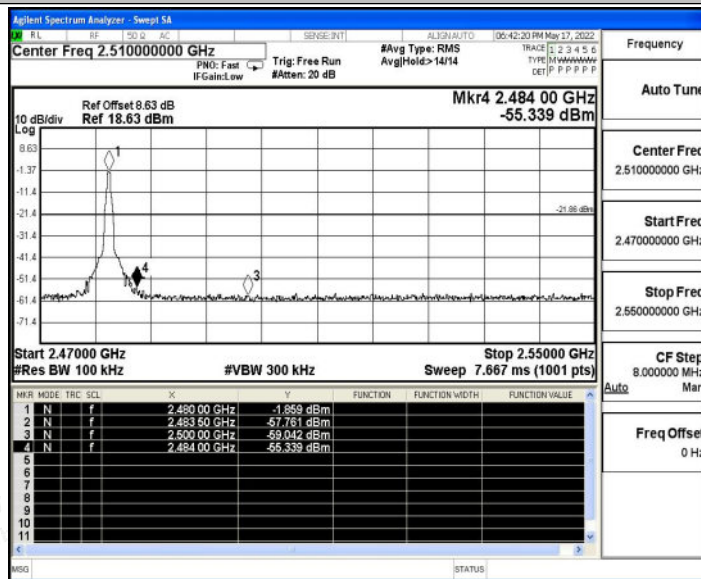 Agilent Spectrum Analyzer - Swept SA
RL RF 50 Ω AC SENSE:INT ALIGN AUTO 06:42:20 PM May 17, 2022
Center Freq 2.510000000 GHz
PNO: Fast
IFGain:Low
Trig: Free Run
#Atten: 20 dB
#Avg Type: RMS
Avg|Hold:> 14/14
TRACE 1 2 3 4 5 6
TYPE M
DET P P P P P P
Ref Offset 8.63 dB
10 dB/div Ref 18.63 dBm
Log
Mkr4 2.484 00 GHz
-55.339 dBm
8.63
-1.37
-11.4
-21.4
-31.4
-41.4
-51.4
-61.4
-71.4
1
4
3
-21.86 dBm
Start 2.47000 GHz Stop 2.55000 GHz
#Res BW 100 kHz #VBW 300 kHz Sweep 7.667 ms (1001 pts)
MKR MODE TRC SCL X Y FUNCTION FUNCTION WIDTH FUNCTION VALUE
1 N f 2.480 00 GHz -1.859 dBm
2 N f 2.483 50 GHz -57.761 dBm
3 N f 2.500 00 GHz -59.042 dBm
4 N f 2.484 00 GHz -55.339 dBm
5
6
7
8
9
10
11
MSG STATUS
Frequency
Auto Tune
Center Freq
2.510000000 GHz
Start Freq
2.470000000 GHz
Stop Freq
2.550000000 GHz
CF Step
8.000000 MHz
Auto Man
Freq Offset
0 Hz